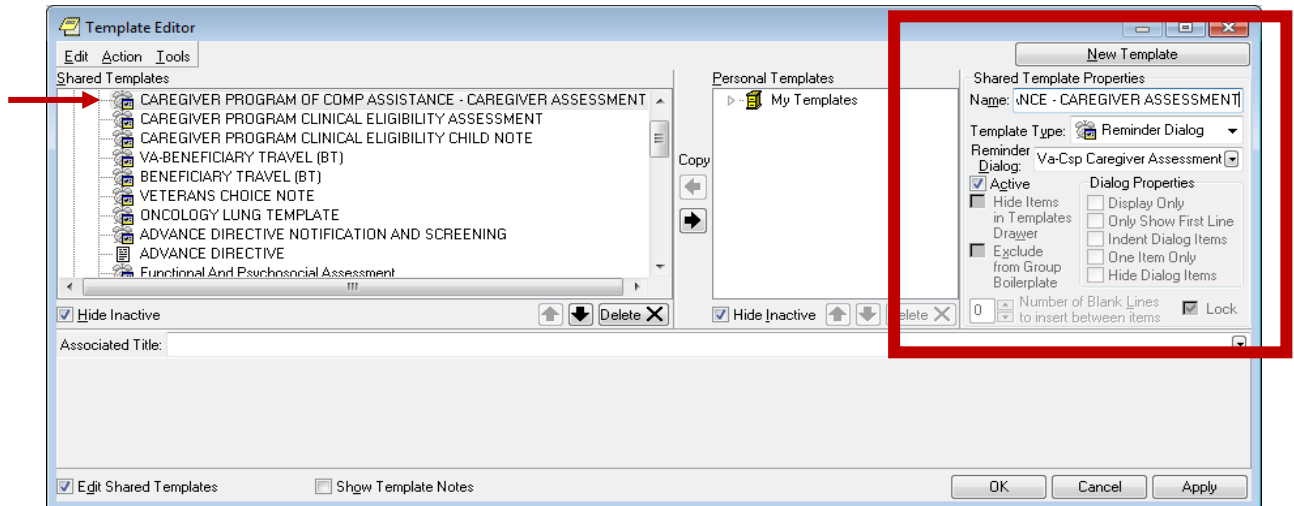 Template Editor
Edit Action Tools
New Template
Shared Templates
CAREGIVER PROGRAM OF COMP ASSISTANCE - CAREGIVER ASSESSMENT
CAREGIVER PROGRAM CLINICAL ELIGIBILITY ASSESSMENT
CAREGIVER PROGRAM CLINICAL ELIGIBILITY CHILD NOTE
VA-BENEFICIARY TRAVEL (BT)
BENEFICIARY TRAVEL (BT)
VETERANS CHOICE NOTE
ONCOLOGY LUNG TEMPLATE
ADVANCE DIRECTIVE NOTIFICATION AND SCREENING
ADVANCE DIRECTIVE
Functional And Psychosocial Assessment
Hide Inactive
Delete
Copy
Personal Templates
My Templates
Hide Inactive
Delete
Shared Template Properties
Name: NCE - CAREGIVER ASSESSMENT
Template Type: Reminder Dialog
Reminder
Dialog: Va-Csp Caregiver Assessment
Active
Hide Items
in Templates
Drawer
Exclude
from Group
Boilerplate
Dialog Properties
Display Only
Only Show First Line
Indent Dialog Items
One Item Only
Hide Dialog Items
0 Number of Blank Lines
to insert between items
Lock
Associated Title:
Edit Shared Templates
Show Template Notes
OK Cancel Apply